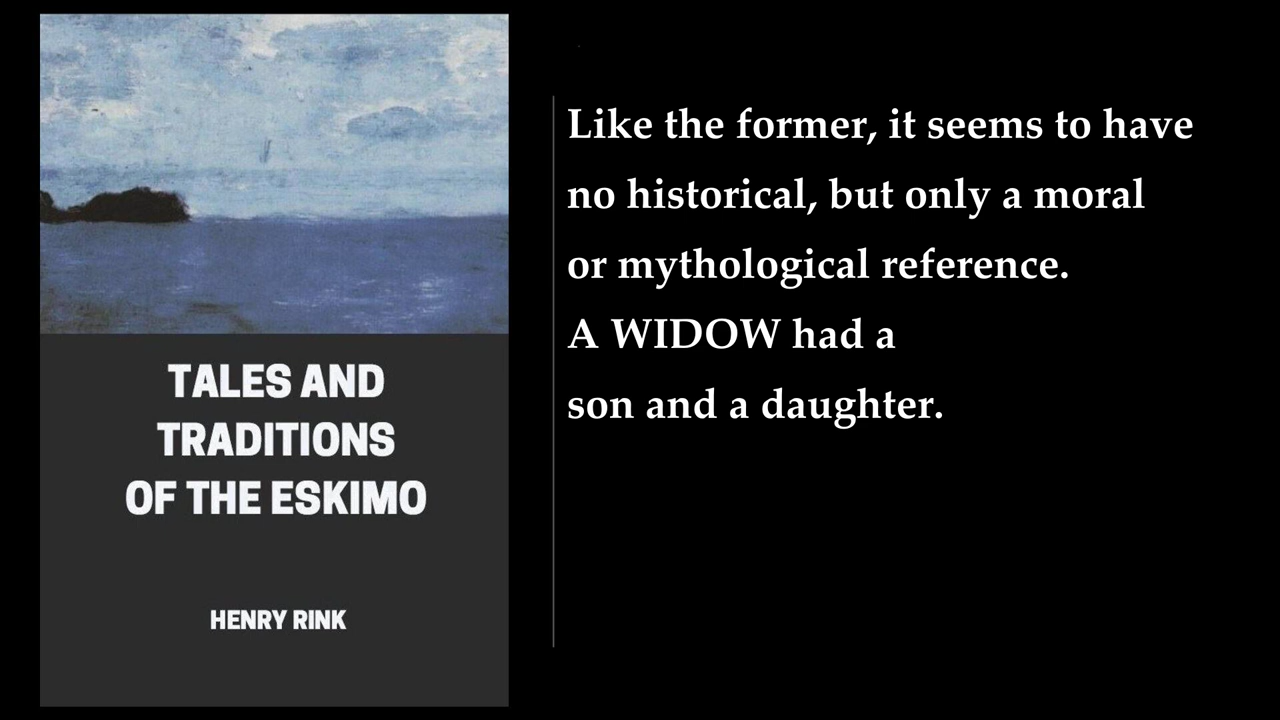 TALES AND
TRADITIONS
OF THE ESKIMO
HENRY RINK
Like the former, it seems to have
no historical, but only a moral
or mythological reference.
A WIDOW had a
son and a daughter.